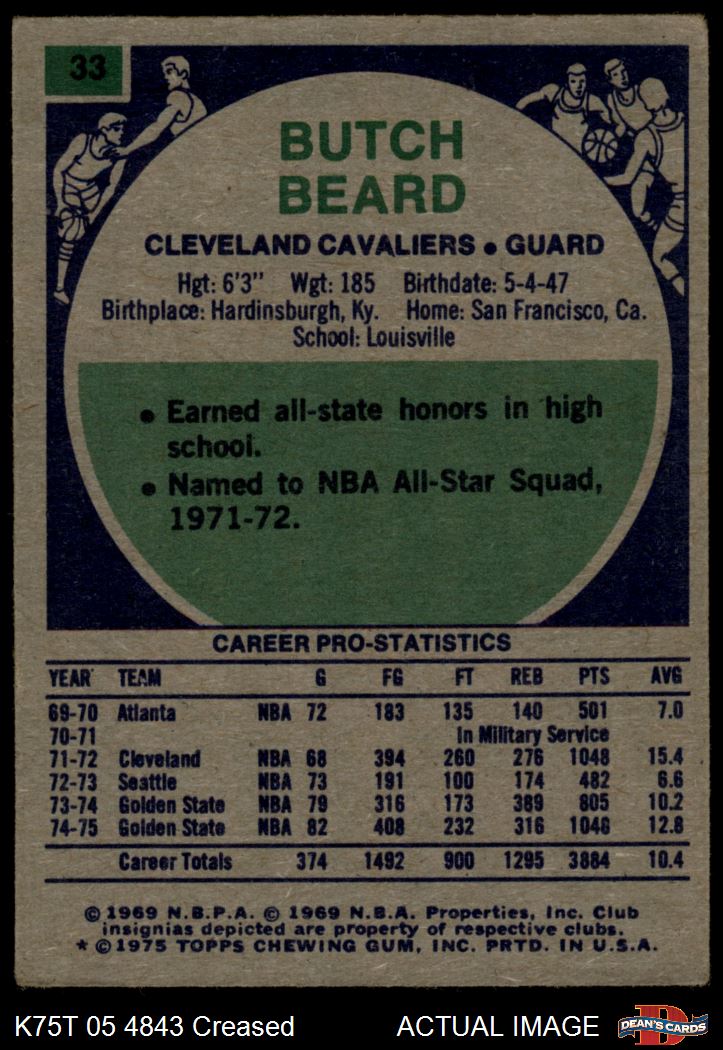 33
BUTCH
BEARD
CLEVELAND CAVALIERS • GUARD
Hgt: 6'3" Wgt: 185 Birthdate: 5-4-47
Birthplace: Hardinsburgh, Ky. Home: San Francisco, Ca.
School: Louisville
• Earned all-state honors in high
school.
• Named to NBA All-Star Squad,
1971-72.
CAREER PRO-STATISTICS
YEAR TEAM G FG FT REB PTS AVG
69-70 Atlanta NBA 72 183 135 140 501 7.0
70-71 In Military Service
71-72 Cleveland NBA 68 394 260 276 1048 15.4
72-73 Seattle NBA 73 191 100 174 482 6.6
73-74 Golden State NBA 79 316 173 389 805 10.2
74-75 Golden State NBA 82 408 232 316 1048 12.8
Career Totals 374 1492 900 1295 3884 10.4
© 1969 N.B.P.A. © 1969 N.B.A. Properties, Inc. Club
insignias depicted are property of respective clubs.
* © 1975 TOPPS CHEWING GUM, INC. PRTD. IN U.S.A.
K75T 05 4843 Creased ACTUAL IMAGE
D
DEAN'S CARDS